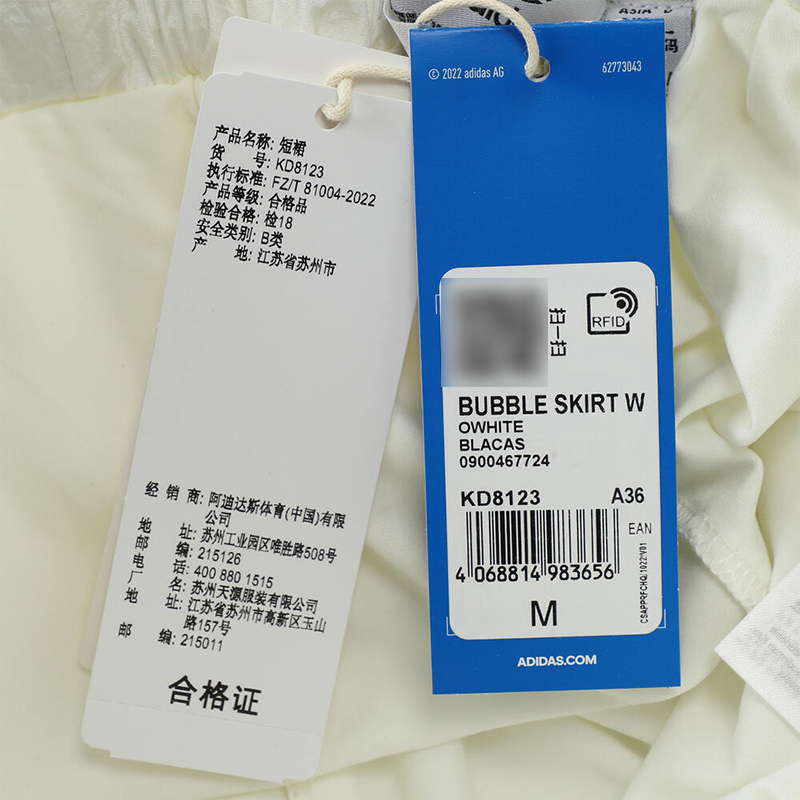 产品名称: 短裙
货 号: KD8123
执行标准: FZ/T 81004-2022
产品等级: 合格品
检验合格: 检18
安全类别: B类
产 地: 江苏省苏州市
经 销 商: 阿迪达斯体育(中国)有限
公司
地 址: 苏州工业园区唯胜路508号
邮 编: 215126
电 话: 400 880 1515
厂 名: 苏州天源服装有限公司
地 址: 江苏省苏州市高新区玉山
路157号
邮 编: 215011
合格证
© 2022 adidas AG
62773043
RFID
扫一扫
BUBBLE SKIRT W
OWHITE
BLACAS
0900467724
KD8123 A36
EAN
4 068814 983656
M
ADIDAS.COM